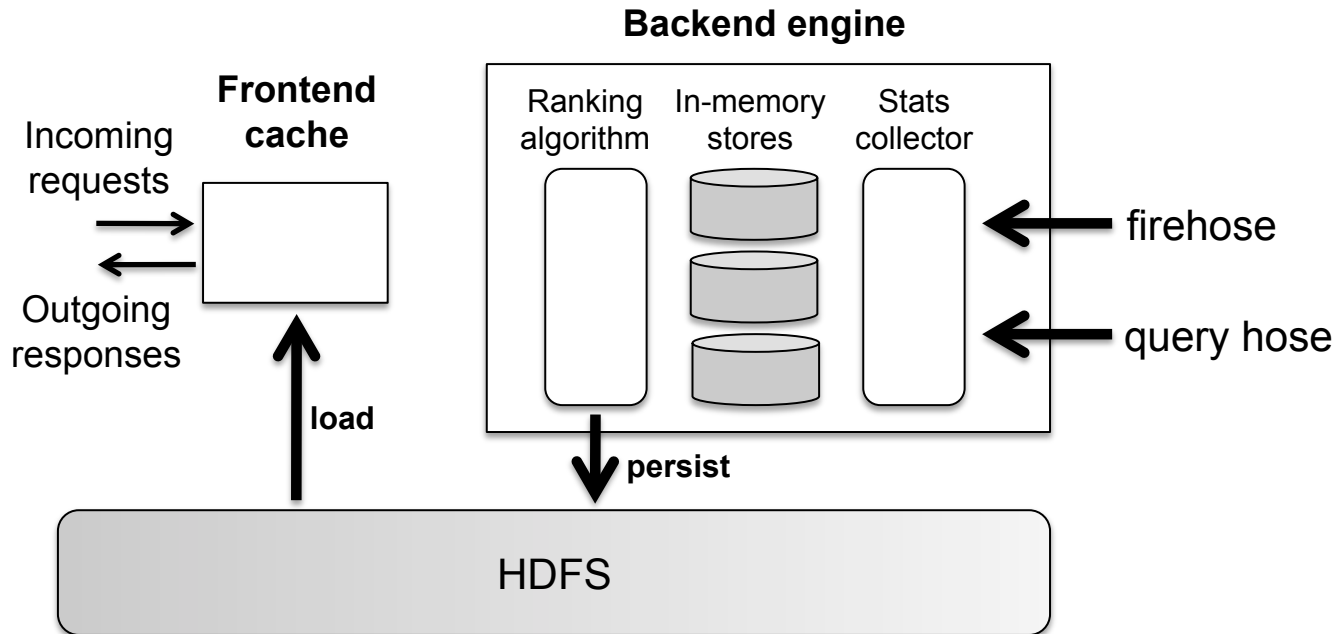 Backend engine
Frontend
cache
Incoming
requests
Outgoing
responses
load
Ranking
algorithm
In-memory
stores
Stats
collector
firehose
query hose
persist
HDFS